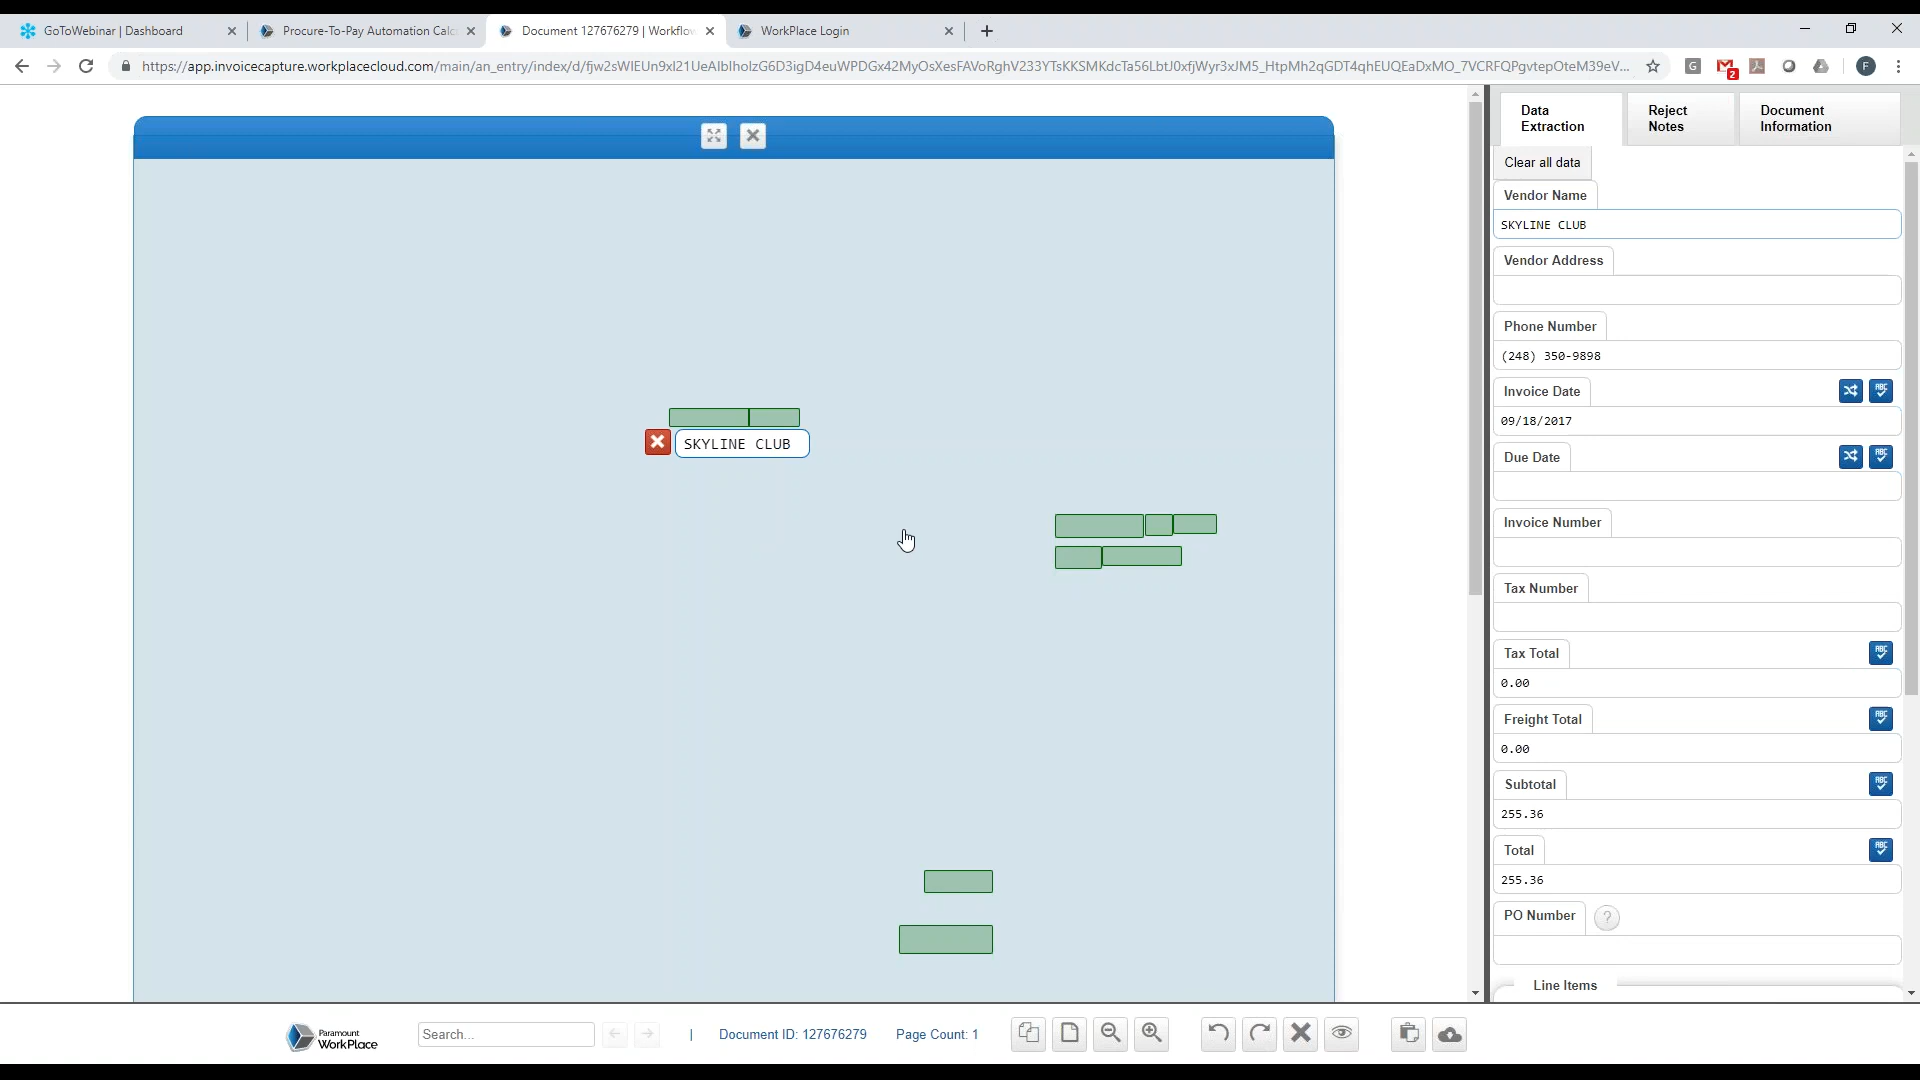 GoToWebinar | Dashboard
Procure-To-Pay Automation Calc
Document 127676279 | Workflow
WorkPlace Login
https://app.invoicecapture.workplacecloud.com/main/an_entry/index/d/
2
F
Data Extraction
Reject Notes
Document Information
Clear all data
Vendor Name
SKYLINE CLUB
Vendor Address
Phone Number
(248) 350-9898
Invoice Date
09/18/2017
SKYLINE CLUB
Due Date
Invoice Number
Tax Number
Tax Total
0.00
Freight Total
0.00
Subtotal
255.36
Total
255.36
PO Number
?
Line Items
Paramount WorkPlace
Search...
|
Document ID: 127676279
Page Count: 1